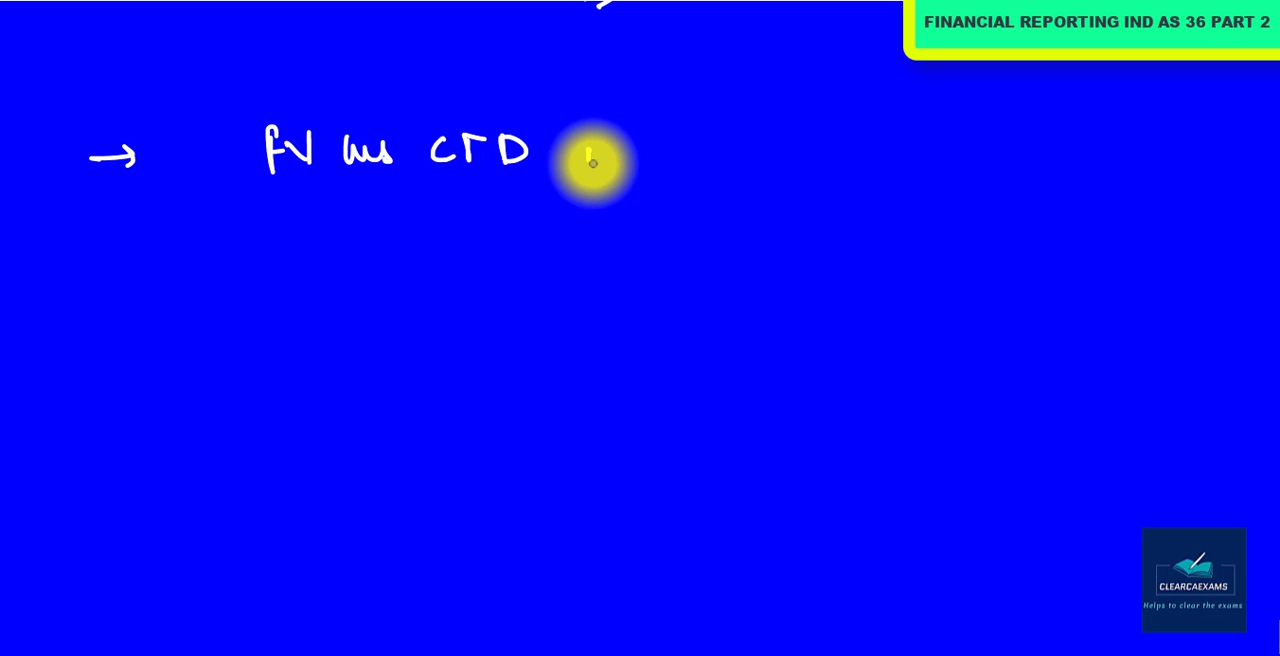 FINANCIAL REPORTING IND AS 36 PART 2
→ FV less CTD
CLEARCAEXAMS
Helps to clear the exams